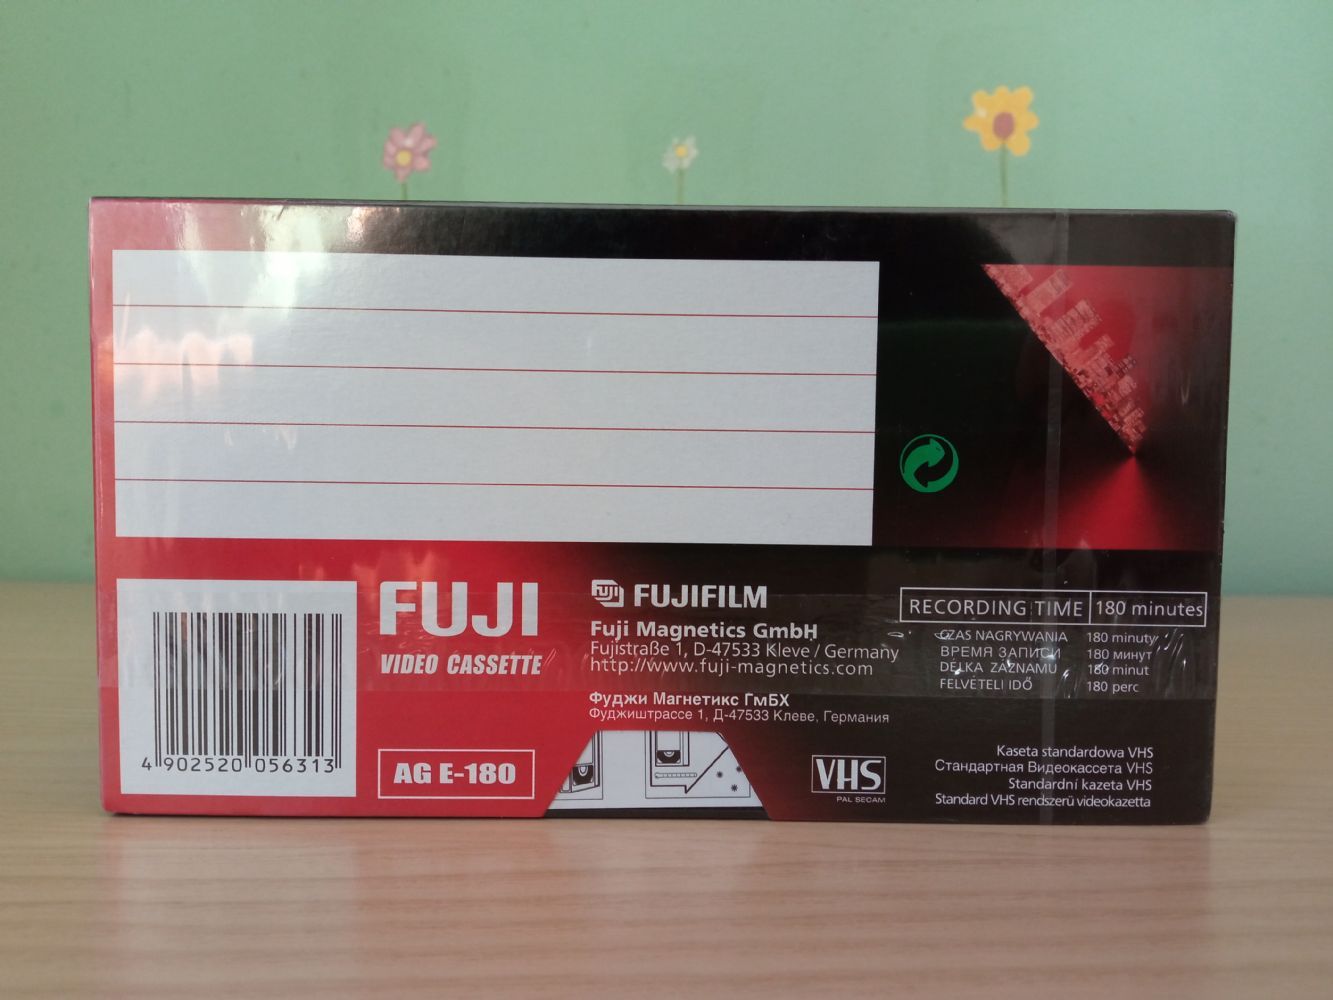 FUJI
VIDEO CASSETTE
FUJI FUJIFILM
Fuji Magnetics GmbH
Fujistraße 1, D-47533 Kleve / Germany
http://www.fuji-magnetics.com
Фуджи Магнетикс ГмБХ
Фуджиштрассе 1, Д-47533 Клеве, Германия
RECORDING TIME 180 minutes
CZAS NAGRYWANIA 180 minuty
ВРЕМЯ ЗАПИСИ 180 минут
DÉLKA ZÁZNAMU 180 minut
FELVÉTELI IDŐ 180 perc
4 902520 056313
AG E-180
VHS
PAL SECAM
Kaseta standardowa VHS
Стандартная Видеокассета VHS
Standardní kazeta VHS
Standard VHS rendszerű videokazetta